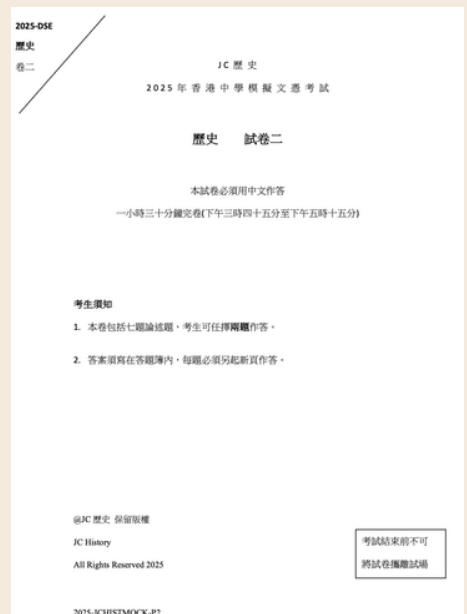 2025-DSE
歷史
卷二
JC 歷 史
2 0 2 5 年 香 港 中 學 模 擬 文 憑 考 試
歷史 試卷二
本試卷必須用中文作答
一小時三十分鐘完卷(下午三時四十五分至下午五時十五分)
考生須知
1. 本卷包括七題論述題，考生可任擇兩題作答。
2. 答案須寫在答題簿內，每題必須另起新頁作答。
@JC 歷史 保留版權
JC History
All Rights Reserved 2025
考試結束前不可
將試卷攜離試場
2025-JCHISTMOCK-P2